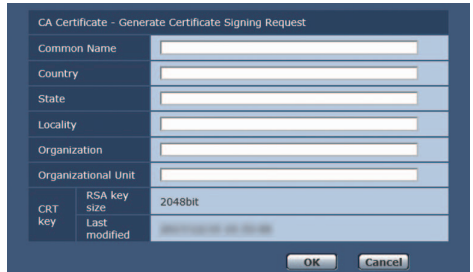 CA Certificate - Generate Certificate Signing Request
Common Name
Country
State
Locality
Organization
Organizational Unit
CRT key
RSA key size
2048bit
Last modified
OK
Cancel